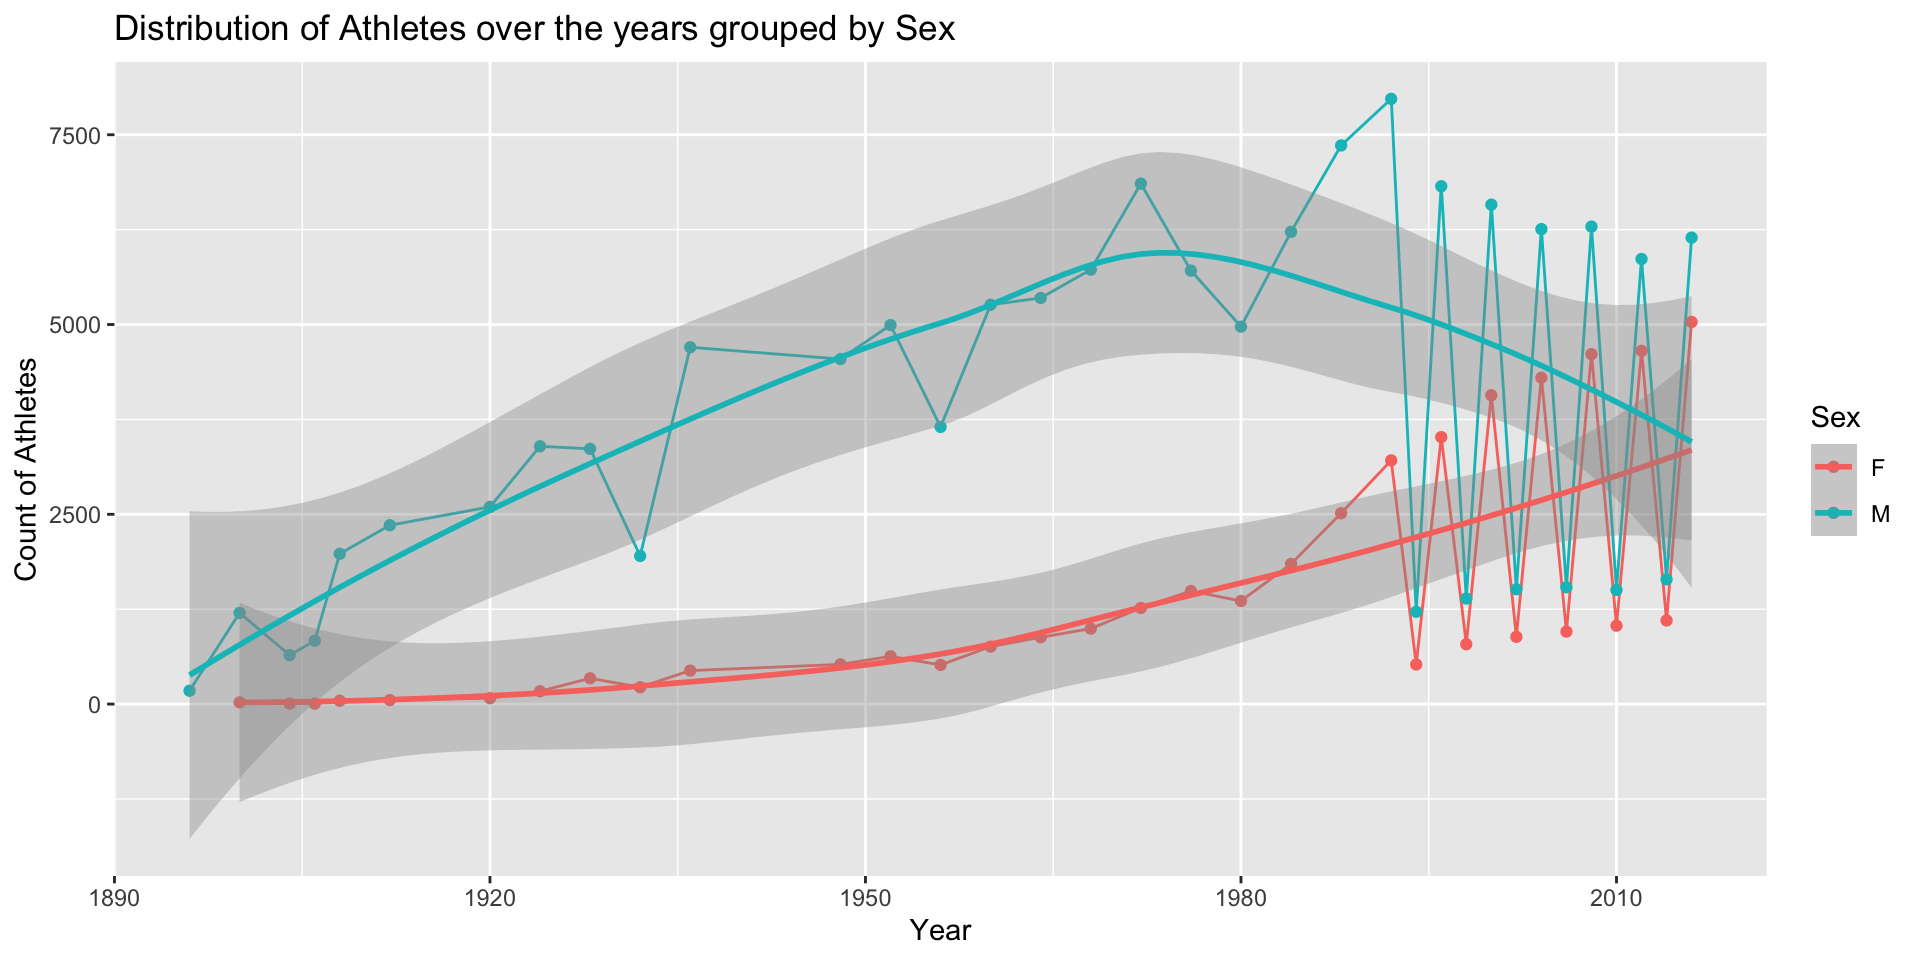 Distribution of Athletes over the years grouped by Sex
Count of Athletes
7500
5000
2500
0
1890
1920
1950
1980
2010
Year
Sex
F
M